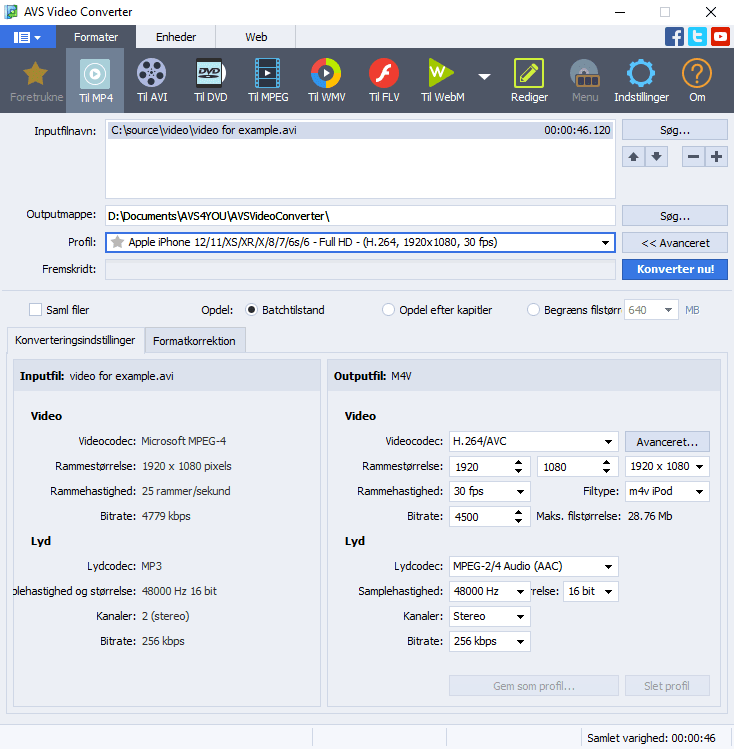 AVS Video Converter
Formater Enheder Web
Foretrukne Til MP4 Til AVI Til DVD Til MPEG Til WMV Til FLV Til WebM Rediger Menu Indstillinger Om
Inputfilnavn: C:\source\video\video for example.avi 00:00:46.120 Søg...
Outputmappe: D:\Documents\AVS4YOU\AVSVideoConverter\ Søg...
Profil: Apple iPhone 12/11/XS/XR/X/8/7/6s/6 - Full HD - (H.264, 1920x1080, 30 fps) << Avanceret
Fremskridt: Konverter nu!
Saml filer Opdel: Batchtilstand Opdel efter kapitler Begræns filstørr 640 MB
Konverteringsindstillinger Formatkorrektion
Inputfil: video for example.avi
Video
Videocodec: Microsoft MPEG-4
Rammestørrelse: 1920 x 1080 pixels
Rammehastighed: 25 rammer/sekund
Bitrate: 4779 kbps
Lyd
Lydcodec: MP3
plehastighed og størrelse: 48000 Hz 16 bit
Kanaler: 2 (stereo)
Bitrate: 256 kbps
Outputfil: M4V
Video
Videocodec: H.264/AVC Avanceret...
Rammestørrelse: 1920 1080 1920 x 1080
Rammehastighed: 30 fps Filtype: m4v iPod
Bitrate: 4500 Maks. filstørrelse: 28.76 Mb
Lyd
Lydcodec: MPEG-2/4 Audio (AAC)
Samplehastighed: 48000 Hz rrelse: 16 bit
Kanaler: Stereo
Bitrate: 256 kbps
Gem som profil... Slet profil
Samlet varighed: 00:00:46